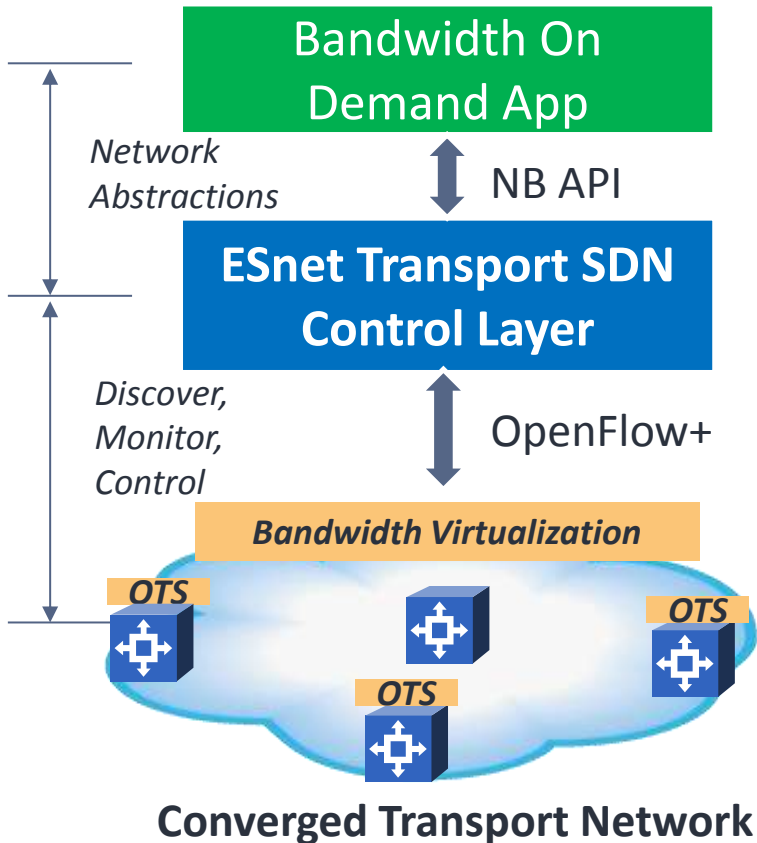 Bandwidth On
Demand App
Network
Abstractions
NB API
ESnet Transport SDN
Control Layer
Discover,
Monitor,
Control
OpenFlow+
Bandwidth Virtualization
OTS
OTS
OTS
Converged Transport Network